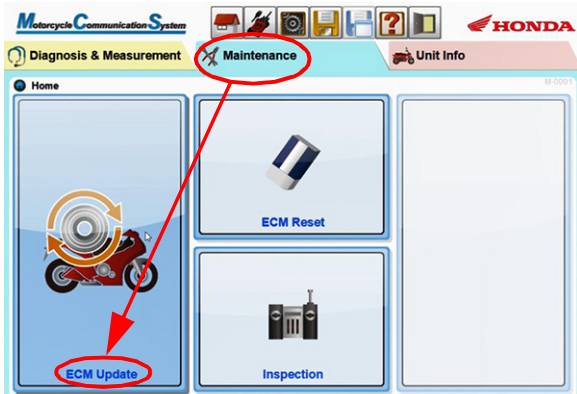 Motorcycle Communication System
HONDA
Diagnosis & Measurement
Maintenance
Unit Info
Home
M-0001
ECM Reset
ECM Update
Inspection